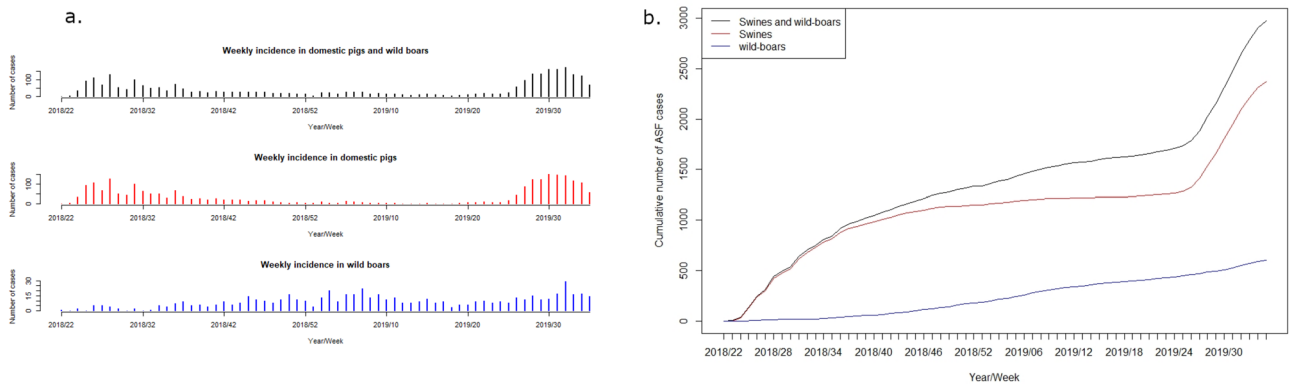 a.
Weekly incidence in domestic pigs and wild boars
Number of cases
0 100
2018/22 2018/32 2018/42 2018/52 2019/10 2019/20 2019/30
Year/Week
Weekly incidence in domestic pigs
Number of cases
0 100
2018/22 2018/32 2018/42 2018/52 2019/10 2019/20 2019/30
Year/Week
Weekly incidence in wild boars
Number of cases
0 15 30
2018/22 2018/32 2018/42 2018/52 2019/10 2019/20 2019/30
Year/Week
b.
Swines and wild-boars
Swines
wild-boars
Cumulative number of ASF cases
3000
2500
2000
1500
1000
500
0
2018/22 2018/28 2018/34 2018/40 2018/46 2018/52 2019/06 2019/12 2019/18 2019/24 2019/30
Year/Week